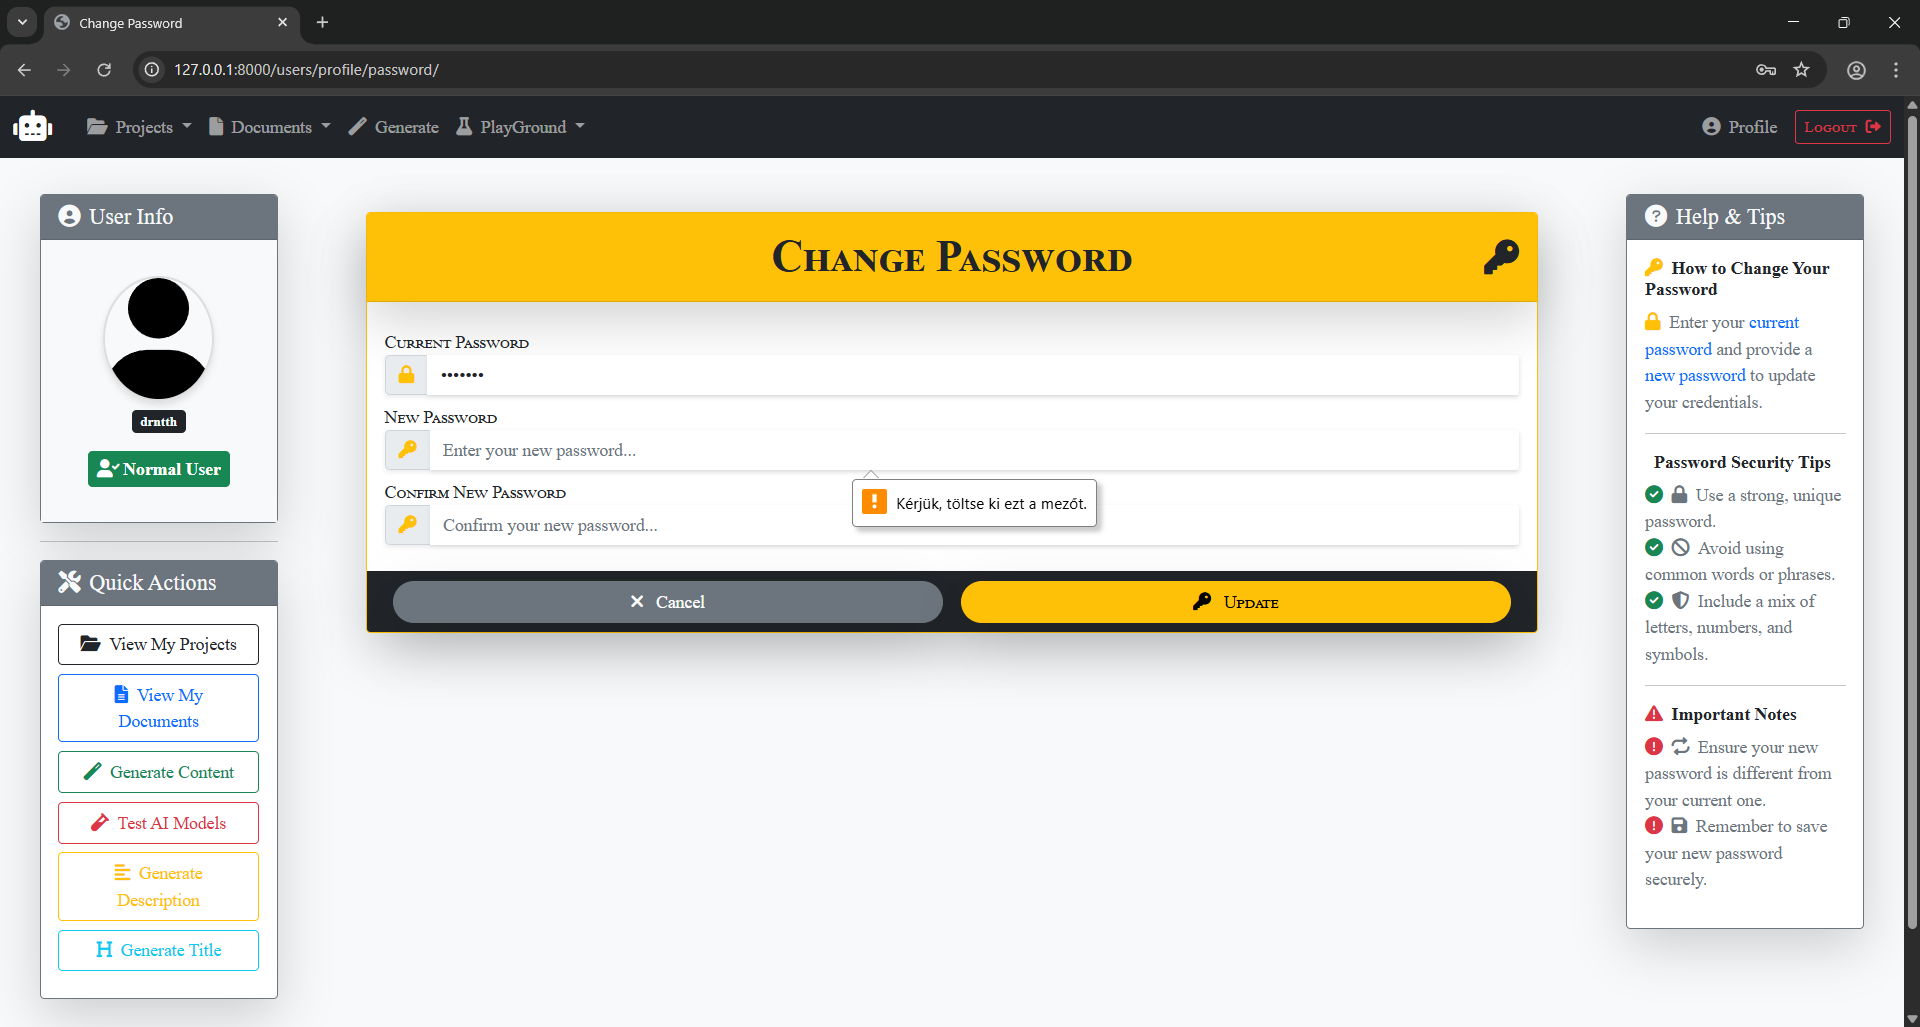 Change Password
127.0.0.1:8000/users/profile/password/
Projects
Documents
Generate
PlayGround
Profile
Logout
User Info
drntth
Normal User
Quick Actions
View My Projects
View My
Documents
Generate Content
Test AI Models
Generate
Description
Generate Title
Change Password
Current Password
•••••••
New Password
Enter your new password...
Kérjük, töltse ki ezt a mezőt.
Confirm New Password
Confirm your new password...
Cancel
Update
Help & Tips
How to Change Your
Password
Enter your current
password and provide a
new password to update
your credentials.
Password Security Tips
Use a strong, unique
password.
Avoid using
common words or phrases.
Include a mix of
letters, numbers, and
symbols.
Important Notes
Ensure your new
password is different from
your current one.
Remember to save
your new password
securely.